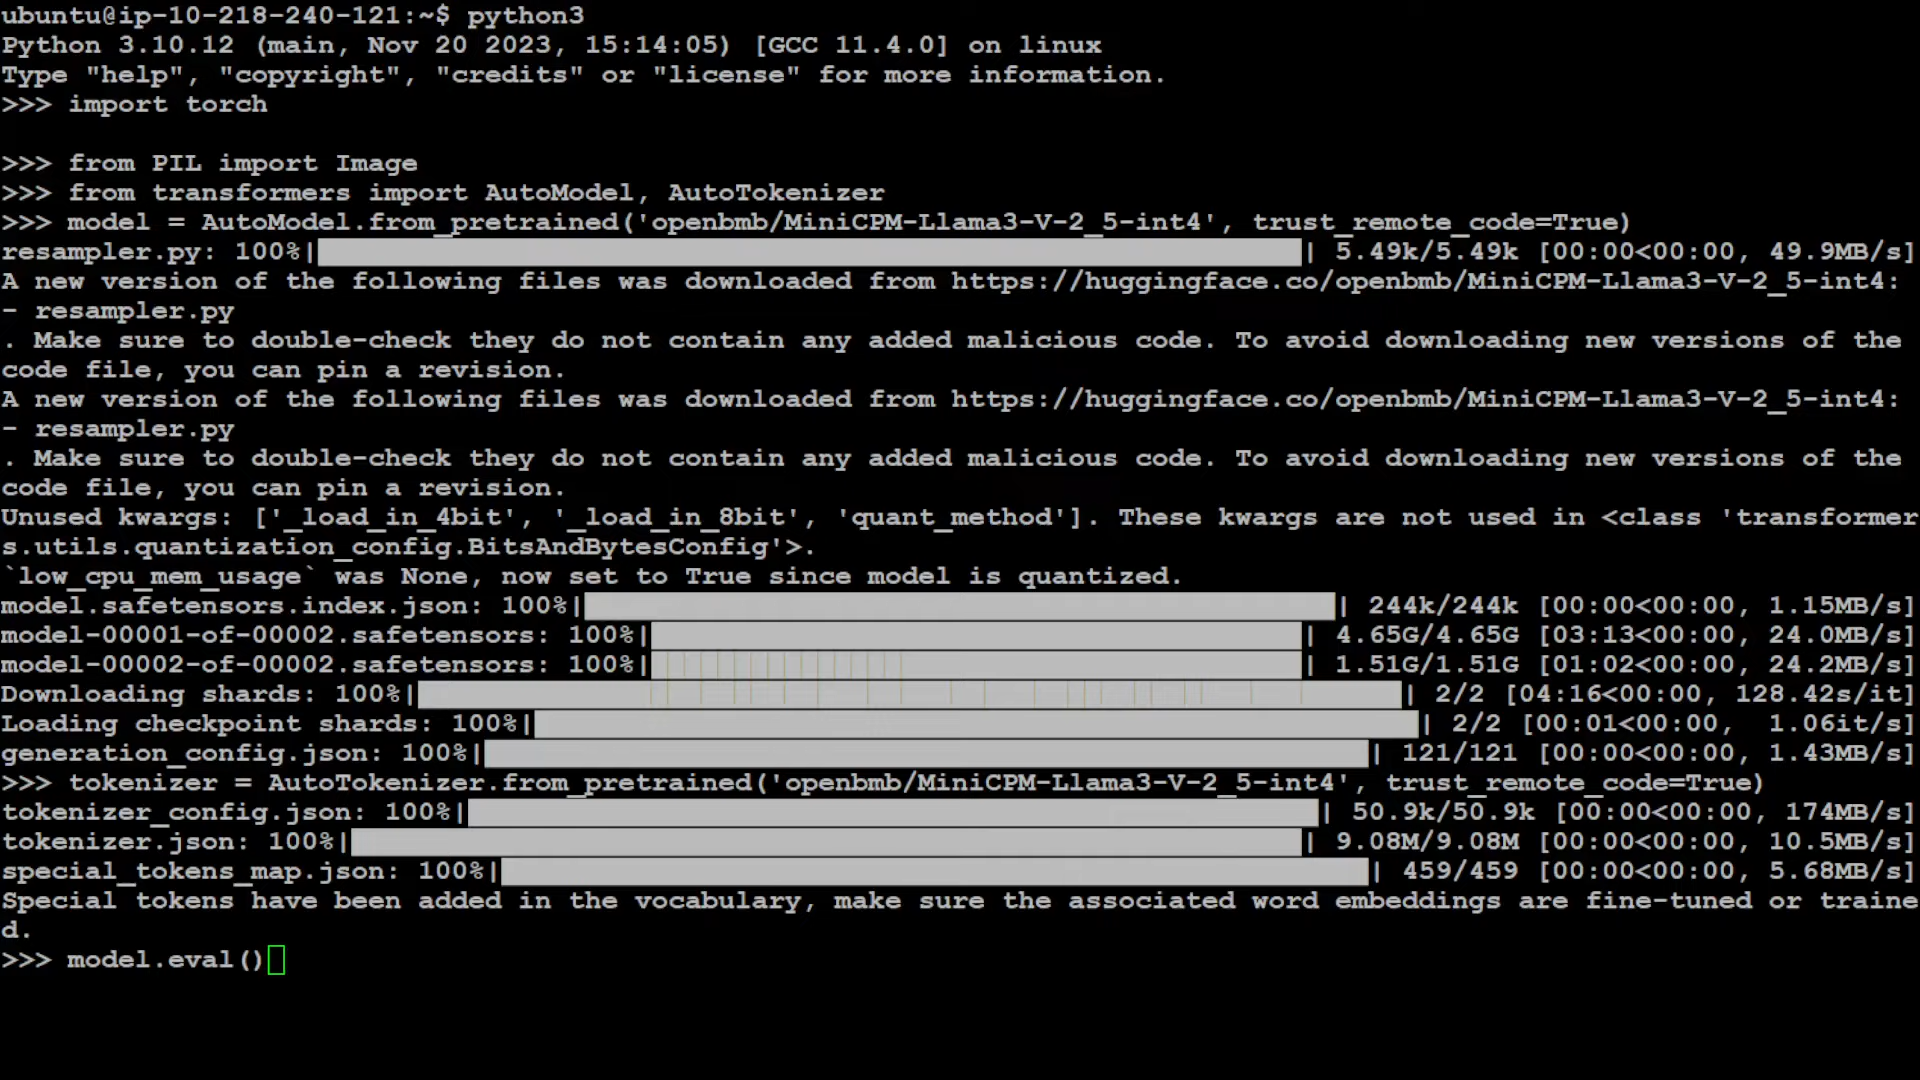 ubuntu@ip-10-218-240-121:~$ python3
Python 3.10.12 (main, Nov 20 2023, 15:14:05) [GCC 11.4.0] on linux
Type "help", "copyright", "credits" or "license" for more information.
>>> import torch
>>> from PIL import Image
>>> from transformers import AutoModel, AutoTokenizer
>>> model = AutoModel.from_pretrained('openbmb/MiniCPM-Llama3-V-2_5-int4', trust_remote_code=True)
resampler.py: 100%| | 5.49k/5.49k [00:00<00:00, 49.9MB/s]
A new version of the following files was downloaded from https://huggingface.co/openbmb/MiniCPM-Llama3-V-2_5-int4:
- resampler.py
. Make sure to double-check they do not contain any added malicious code. To avoid downloading new versions of the
code file, you can pin a revision.
A new version of the following files was downloaded from https://huggingface.co/openbmb/MiniCPM-Llama3-V-2_5-int4:
- resampler.py
. Make sure to double-check they do not contain any added malicious code. To avoid downloading new versions of the
code file, you can pin a revision.
Unused kwargs: ['_load_in_4bit', '_load_in_8bit', 'quant_method']. These kwargs are not used in <class 'transformer
s.utils.quantization_config.BitsAndBytesConfig'>.
`low_cpu_mem_usage` was None, now set to True since model is quantized.
model.safetensors.index.json: 100%| | 244k/244k [00:00<00:00, 1.15MB/s]
model-00001-of-00002.safetensors: 100%| | 4.65G/4.65G [03:13<00:00, 24.0MB/s]
model-00002-of-00002.safetensors: 100%| | 1.51G/1.51G [01:02<00:00, 24.2MB/s]
Downloading shards: 100%| | 2/2 [04:16<00:00, 128.42s/it]
Loading checkpoint shards: 100%| | 2/2 [00:01<00:00, 1.06it/s]
generation_config.json: 100%| | 121/121 [00:00<00:00, 1.43MB/s]
>>> tokenizer = AutoTokenizer.from_pretrained('openbmb/MiniCPM-Llama3-V-2_5-int4', trust_remote_code=True)
tokenizer_config.json: 100%| | 50.9k/50.9k [00:00<00:00, 174MB/s]
tokenizer.json: 100%| | 9.08M/9.08M [00:00<00:00, 10.5MB/s]
special_tokens_map.json: 100%| | 459/459 [00:00<00:00, 5.68MB/s]
Special tokens have been added in the vocabulary, make sure the associated word embeddings are fine-tuned or traine
d.
>>> model.eval()